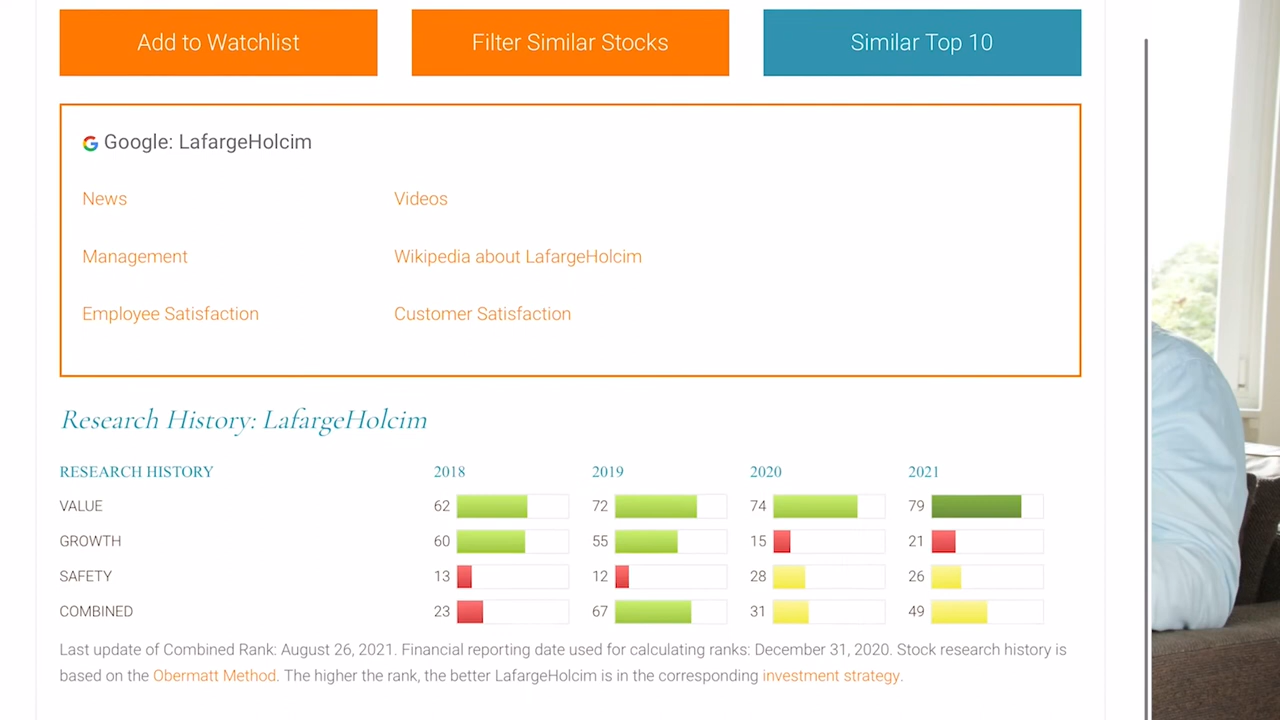 Add to Watchlist Filter Similar Stocks Similar Top 10
Google: LafargeHolcim
News Videos
Management Wikipedia about LafargeHolcim
Employee Satisfaction Customer Satisfaction
Research History: LafargeHolcim
RESEARCH HISTORY 2018 2019 2020 2021
VALUE 62 72 74 79
GROWTH 60 55 15 21
SAFETY 13 12 28 26
COMBINED 23 67 31 49
Last update of Combined Rank: August 26, 2021. Financial reporting date used for calculating ranks: December 31, 2020. Stock research history is
based on the Obermatt Method. The higher the rank, the better LafargeHolcim is in the corresponding investment strategy.